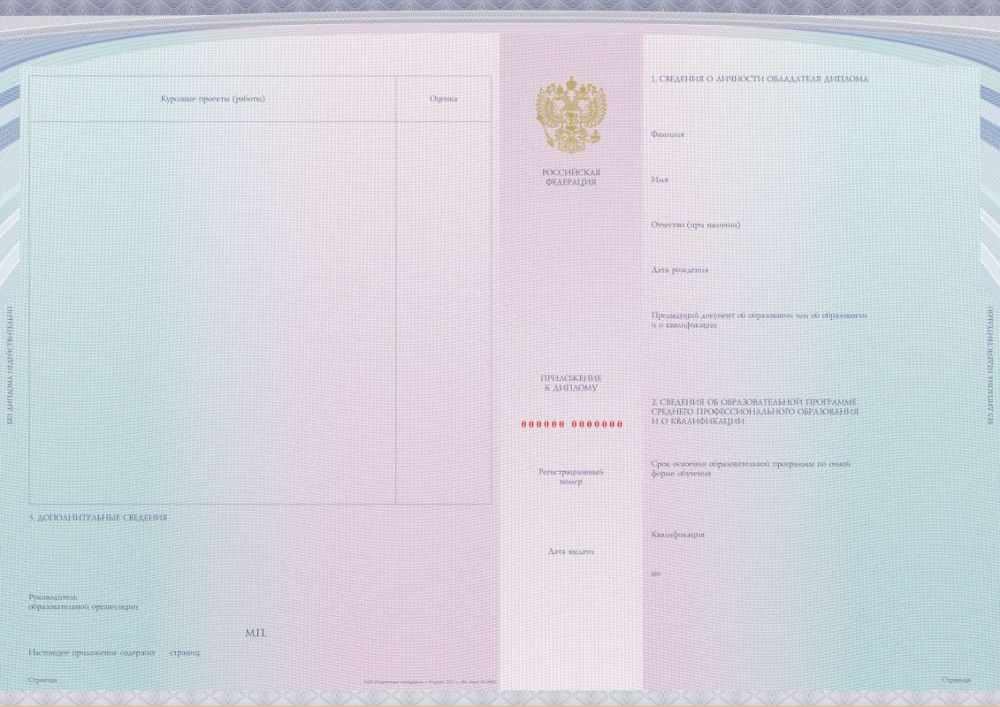 Курсовые проекты (работы)
Оценка
5. ДОПОЛНИТЕЛЬНЫЕ СВЕДЕНИЯ
Руководитель
образовательной организации
М.П.
Настоящее приложение содержит страниц
Страница
БЕЗ ДИПЛОМА НЕДЕЙСТВИТЕЛЬНО
РОССИЙСКАЯ
ФЕДЕРАЦИЯ
ПРИЛОЖЕНИЕ
К ДИПЛОМУ
000000 0000000
Регистрационный
номер
Дата выдачи
1. СВЕДЕНИЯ О ЛИЧНОСТИ ОБЛАДАТЕЛЯ ДИПЛОМА
Фамилия
Имя
Отчество (при наличии)
Дата рождения
Предыдущий документ об образовании или об образовании
и о квалификации
2. СВЕДЕНИЯ ОБ ОБРАЗОВАТЕЛЬНОЙ ПРОГРАММЕ
СРЕДНЕГО ПРОФЕССИОНАЛЬНОГО ОБРАЗОВАНИЯ
И О КВАЛИФИКАЦИИ
Срок освоения образовательной программы по очной
форме обучения
Квалификация
по
Страница
БЕЗ ДИПЛОМА НЕДЕЙСТВИТЕЛЬНО